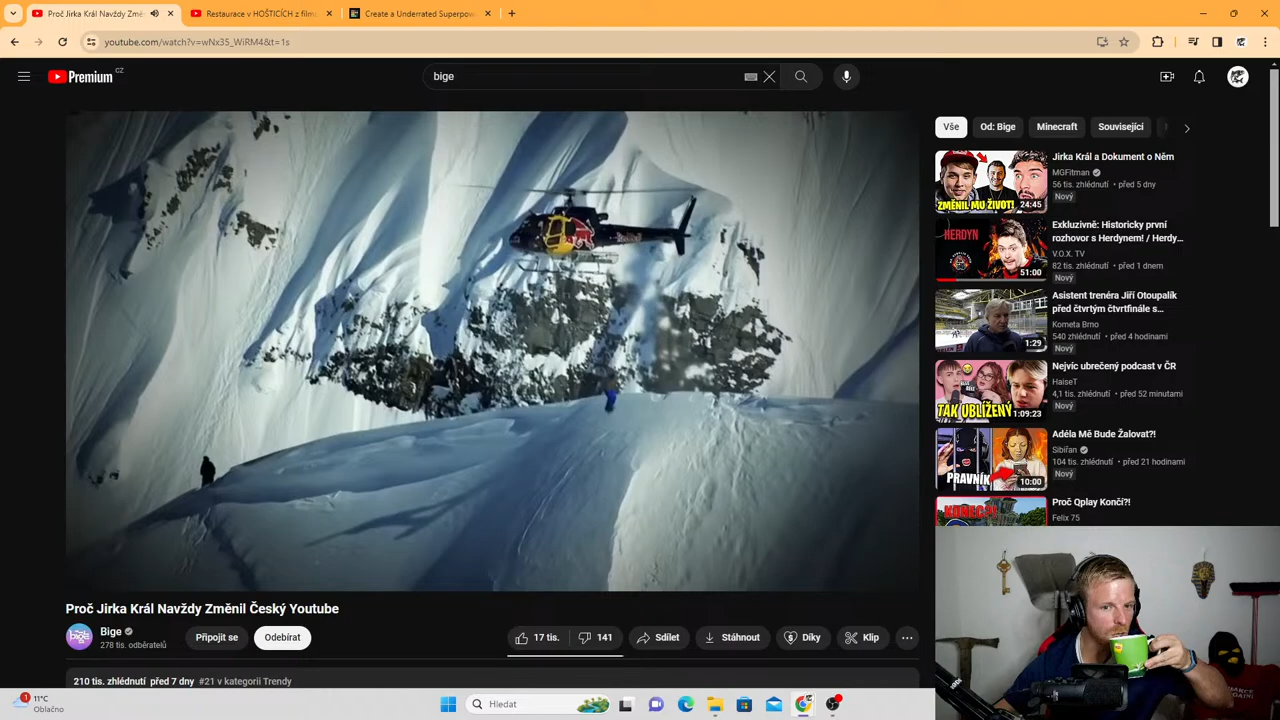 Proč Jirka Král Navždy Změn
Restaurace v HOŠTICÍCH z film
Create a Underrated Superpow
youtube.com/watch?v=wNx35_WiRM4&t=1s
Premium CZ
bige
Vše
Od: Bige
Minecraft
Související
ZMĚNIL MU ŽIVOT!
24:45
Jirka Král a Dokument o Něm
MGFitman
56 tis. zhlédnutí • před 5 dny
Nový
HERDYN
51:00
Exkluzivně: Historicky první
rozhovor s Herdynem! / Herdy...
V.O.X. TV
82 tis. zhlédnutí • před 1 dnem
Nový
1:29
Asistent trenéra Jiří Otoupalík
před čtvrtým čtvrtfinále s...
Kometa Brno
540 zhlédnutí • před 4 hodinami
Nový
TAK UBLÍŽENÝ
1:09:23
Nejvíc ubrečený podcast v ČR
HaiseT
4,1 tis. zhlédnutí • před 52 minutami
Nový
PRAVNÍK
10:00
Adéla Mě Bude Žalovat?!
Sibiřan
104 tis. zhlédnutí • před 21 hodinami
Nový
KONEC?!
Proč Qplay Končí?!
Felix 75
Proč Jirka Král Navždy Změnil Český Youtube
Bige
278 tis. odběratelů
Připojit se
Odebírat
17 tis.
141
Sdílet
Stáhnout
Díky
Klip
210 tis. zhlédnutí před 7 dny #21 v kategorii Trendy
1
11°C
Oblačno
Hledat